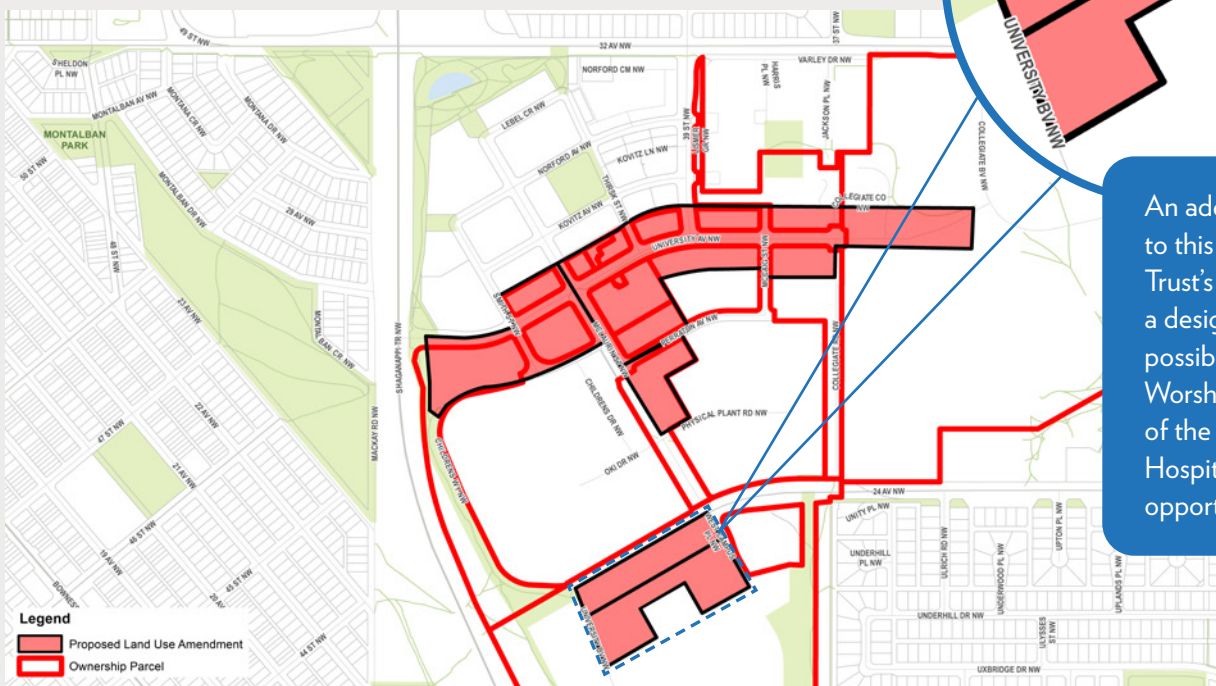 49 ST NW
SHELDON
PL NW
MONTALBAN AV NW
MONTANA CR NW
MONTANA DR NW
MONTALBAN
PARK
50 ST NW
48 ST NW
MONTALBAN DR NW
29 AV NW
23 AV NW
MONTALBAN CR NW
SHAGANAPPI TR NW
MACKAY RD NW
22 AV NW
47 ST NW
21 AV NW
46 ST NW
19 AV NW
45 ST NW
44 ST NW
32 AV NW
37 ST NW
NORFORD CM NW
VARLEY DR NW
HARRIS
PL NW
LEBEL CR NW
39 ST NW
JACKSON PL NW
NORFORD AV NW
KOVITZ LN NW
THIRSK ST NW
KOVITZ AV NW
COLLEGIATE BV NW
COLLEGIATE CO
NW
UNIVERSITY AV NW
MCCAIG ST NW
CHILDRENS DR NW
PHYSICAL PLANT RD NW
COLLEGIATE RD NW
OKI DR NW
CHILDRENS WY NW
24 AV NW
UNITY PL NW
UNDERHILL
PL NW
ULRICH RD NW
UNDERWOOD PL NW
UPTON PL NW
UPLANDS PL NW
UNDERHILL DR NW
ULYSSES
ST NW
UXBRIDGE DR NW
UNIVERSITY BV NW
An add
to this
Trust's
a desig
possib
Worsh
of the
Hospit
opport
Legend
Proposed Land Use Amendment
Ownership Parcel